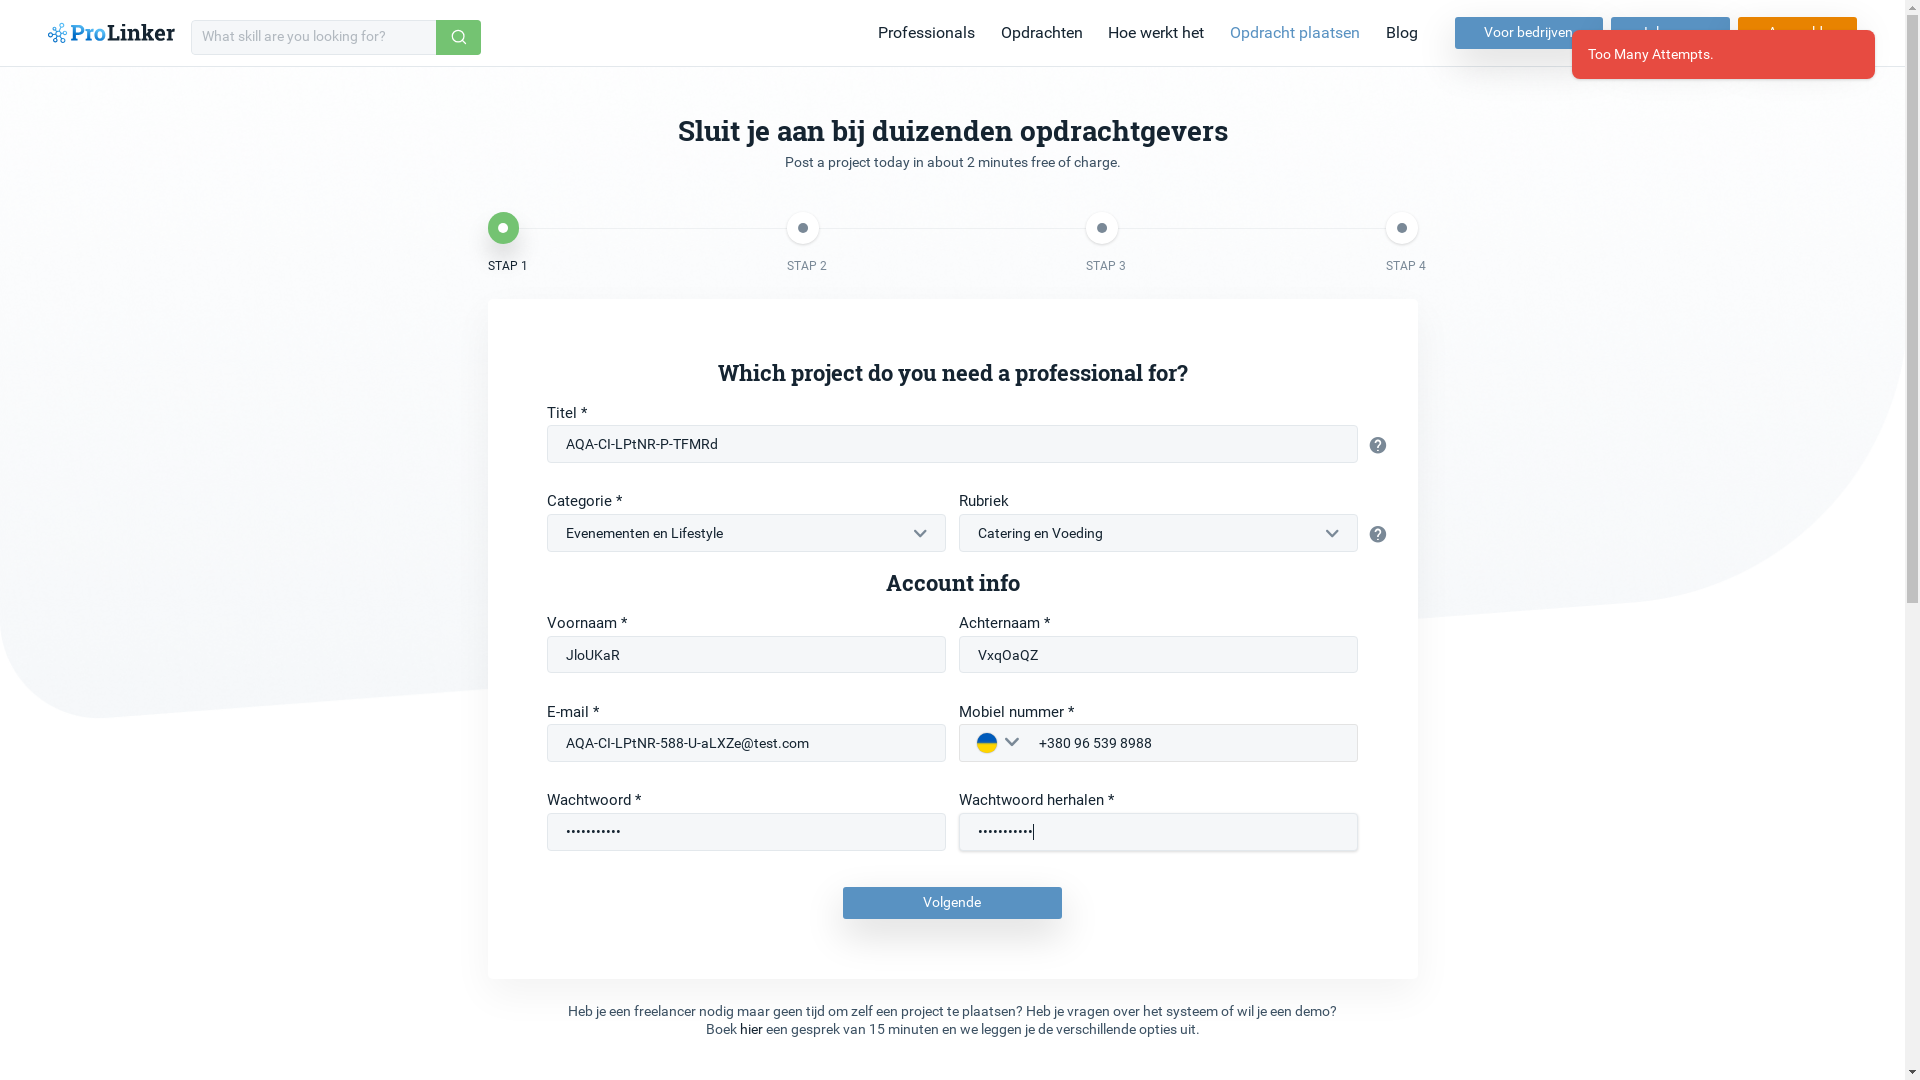 ProLinker
What skill are you looking for?
Professionals
Opdrachten
Hoe werkt het
Opdracht plaatsen
Blog
Voor bedrijven
Too Many Attempts.
Sluit je aan bij duizenden opdrachtgevers
Post a project today in about 2 minutes free of charge.
STAP 1
STAP 2
STAP 3
STAP 4
Which project do you need a professional for?
Titel *
AQA-CI-LPtNR-P-TFMRd
Categorie *
Rubriek
Evenementen en Lifestyle
Catering en Voeding
Account info
Voornaam *
Achternaam *
JloUKaR
VxqOaQZ
E-mail *
Mobiel nummer *
AQA-CI-LPtNR-588-U-aLXZe@test.com
+380 96 539 8988
Wachtwoord *
Wachtwoord herhalen *
•••••••••••
•••••••••••
Volgende
Heb je een freelancer nodig maar geen tijd om zelf een project te plaatsen? Heb je vragen over het systeem of wil je een demo?
Boek hier een gesprek van 15 minuten en we leggen je de verschillende opties uit.